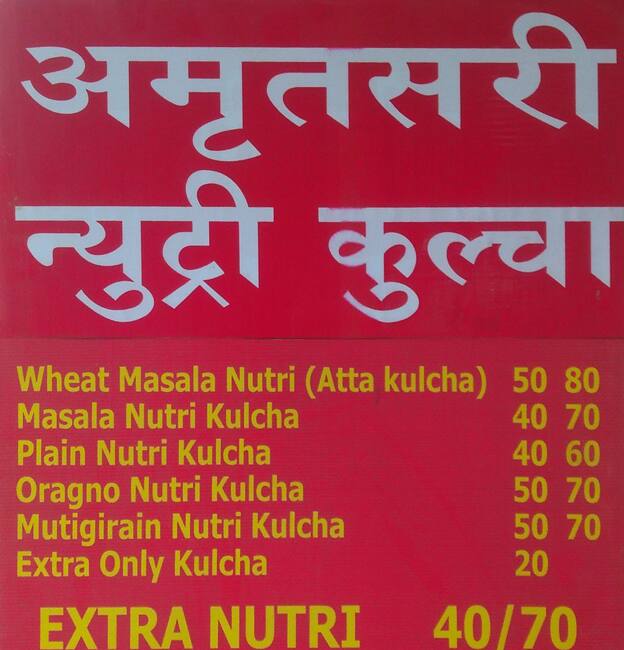 अमृतसरी
न्युट्री कुल्चा
Wheat Masala Nutri (Atta kulcha) 50 80
Masala Nutri Kulcha 40 70
Plain Nutri Kulcha 40 60
Oragno Nutri Kulcha 50 70
Mutigirain Nutri Kulcha 50 70
Extra Only Kulcha 20
EXTRA NUTRI 40/70